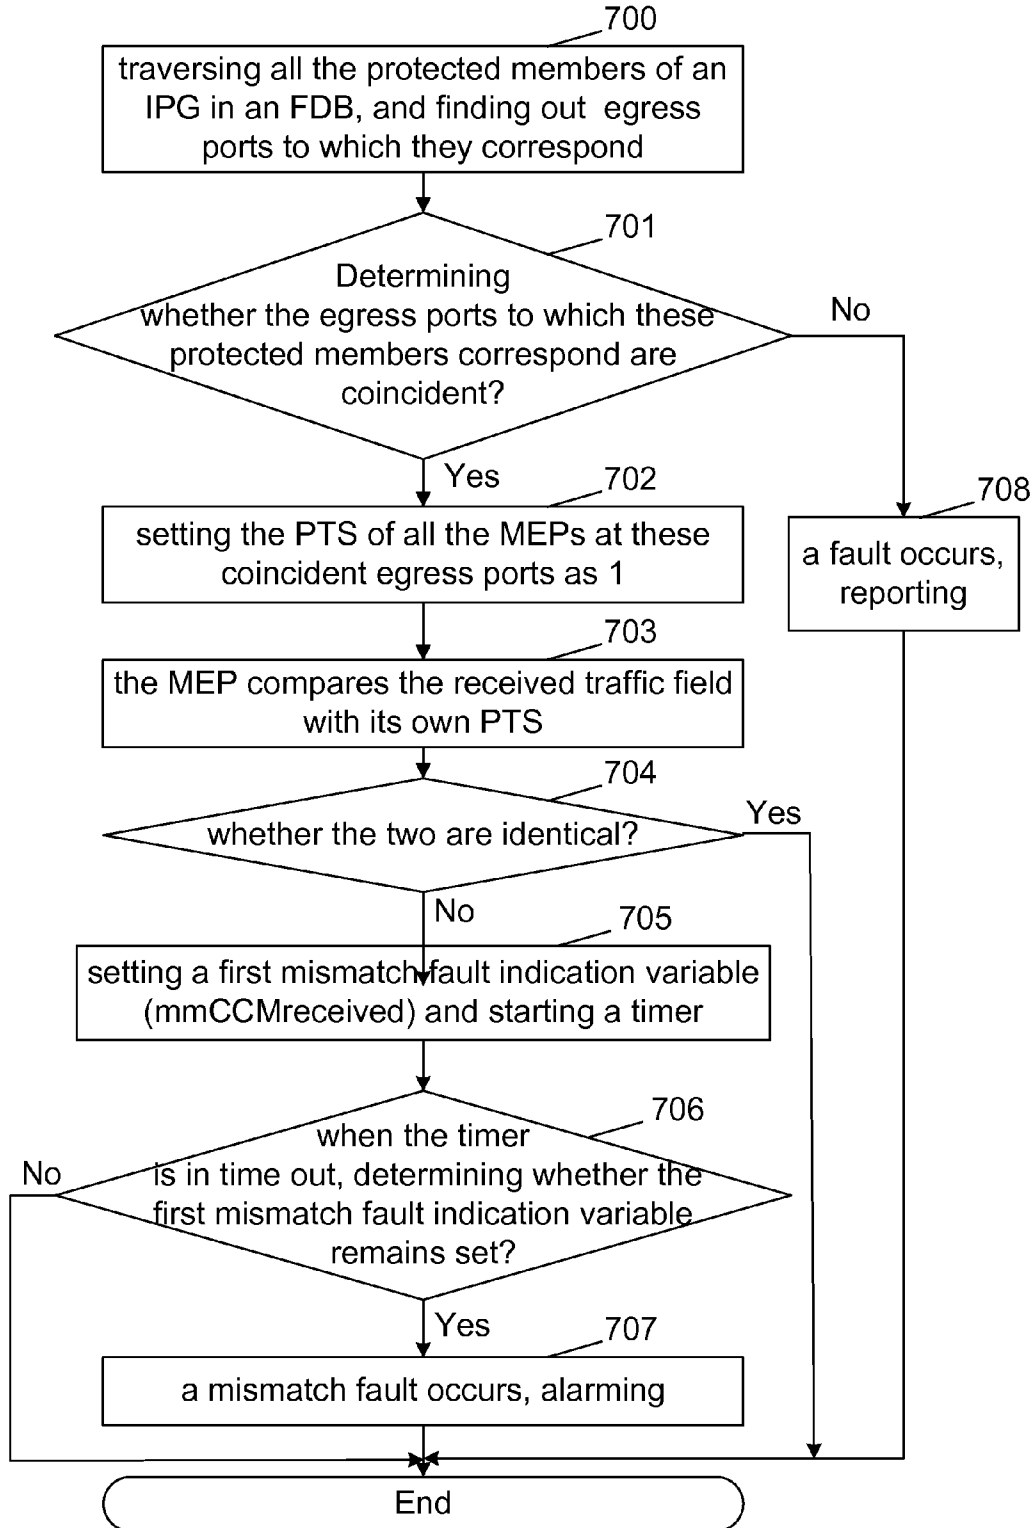 700
traversing all the protected members of an
IPG in an FDB, and finding out egress
ports to which they correspond
701
Determining
whether the egress ports to which these
protected members correspond are
coincident?
No
Yes
702
708
setting the PTS of all the MEPs at these
coincident egress ports as 1
a fault occurs,
reporting
703
the MEP compares the received traffic field
with its own PTS
704
whether the two are identical?
Yes
No
705
setting a first mismatch fault indication variable
(mmCCMreceived) and starting a timer
706
when the timer
is in time out, determining whether the
first mismatch fault indication variable
remains set?
No
Yes
707
a mismatch fault occurs, alarming
End